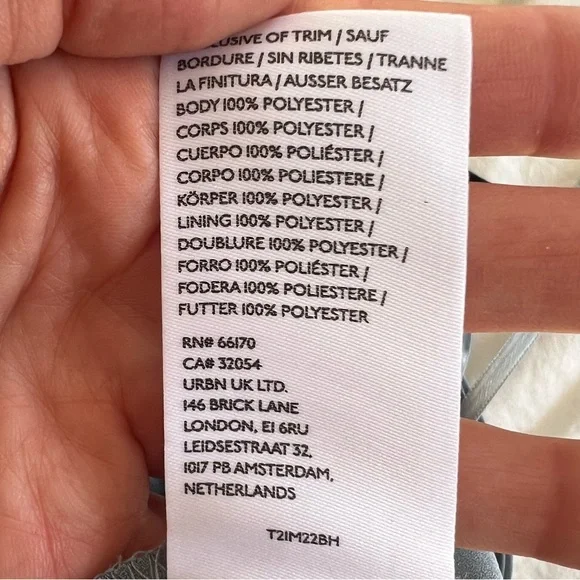 OF TRIM / SAUF
BORDURE / SIN RIBETES / TRANNE
LA FINITURA / AUSSER BESATZ
BODY 100% POLYESTER /
CORPS 100% POLYESTER /
CUERPO 100% POLIÉSTER /
CORPO 100% POLIESTERE /
KÖRPER 100% POLYESTER /
LINING 100% POLYESTER /
DOUBLURE 100% POLYESTER /
FORRO 100% POLIÉSTER /
FODERA 100% POLIESTERE /
FUTTER 100% POLYESTER
RN# 66170
CA# 32054
URBN UK LTD.
146 BRICK LANE
LONDON, E1 6RU
LEIDSESTRAAT 32,
1017 PB AMSTERDAM,
NETHERLANDS
T21M22BH